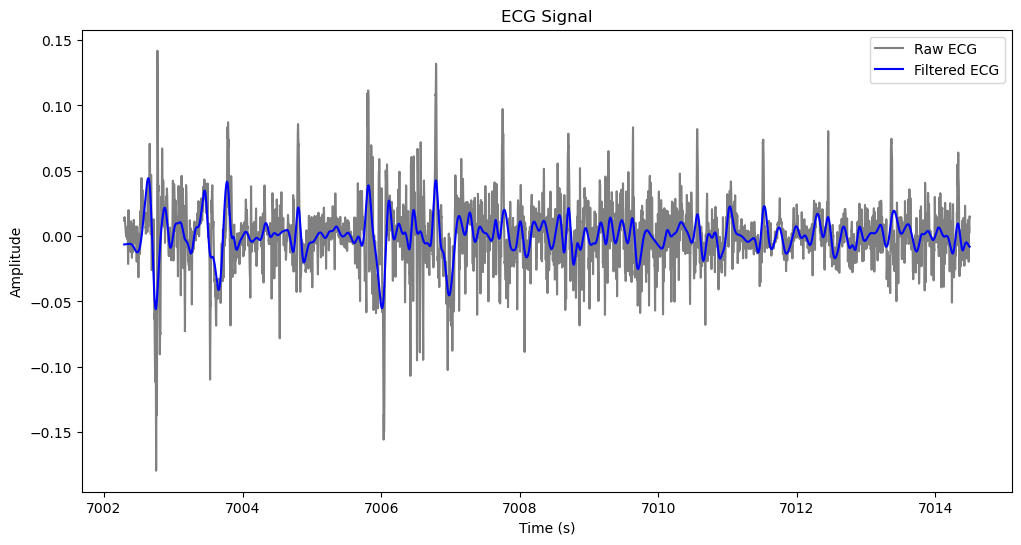 ECG Signal
Raw ECG
Filtered ECG
0.15
0.10
0.05
0.00
−0.05
−0.10
−0.15
Amplitude
7002 7004 7006 7008 7010 7012 7014
Time (s)